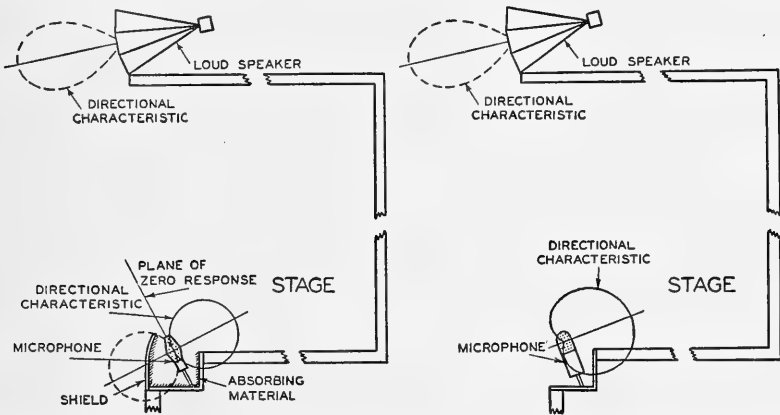 LOUD SPEAKER
DIRECTIONAL
CHARACTERISTIC
PLANE OF
ZERO RESPONSE
DIRECTIONAL
CHARACTERISTIC
STAGE
MICROPHONE
ABSORBING
MATERIAL
SHIELD
LOUD SPEAKER
DIRECTIONAL
CHARACTERISTIC
DIRECTIONAL
CHARACTERISTIC
STAGE
MICROPHONE